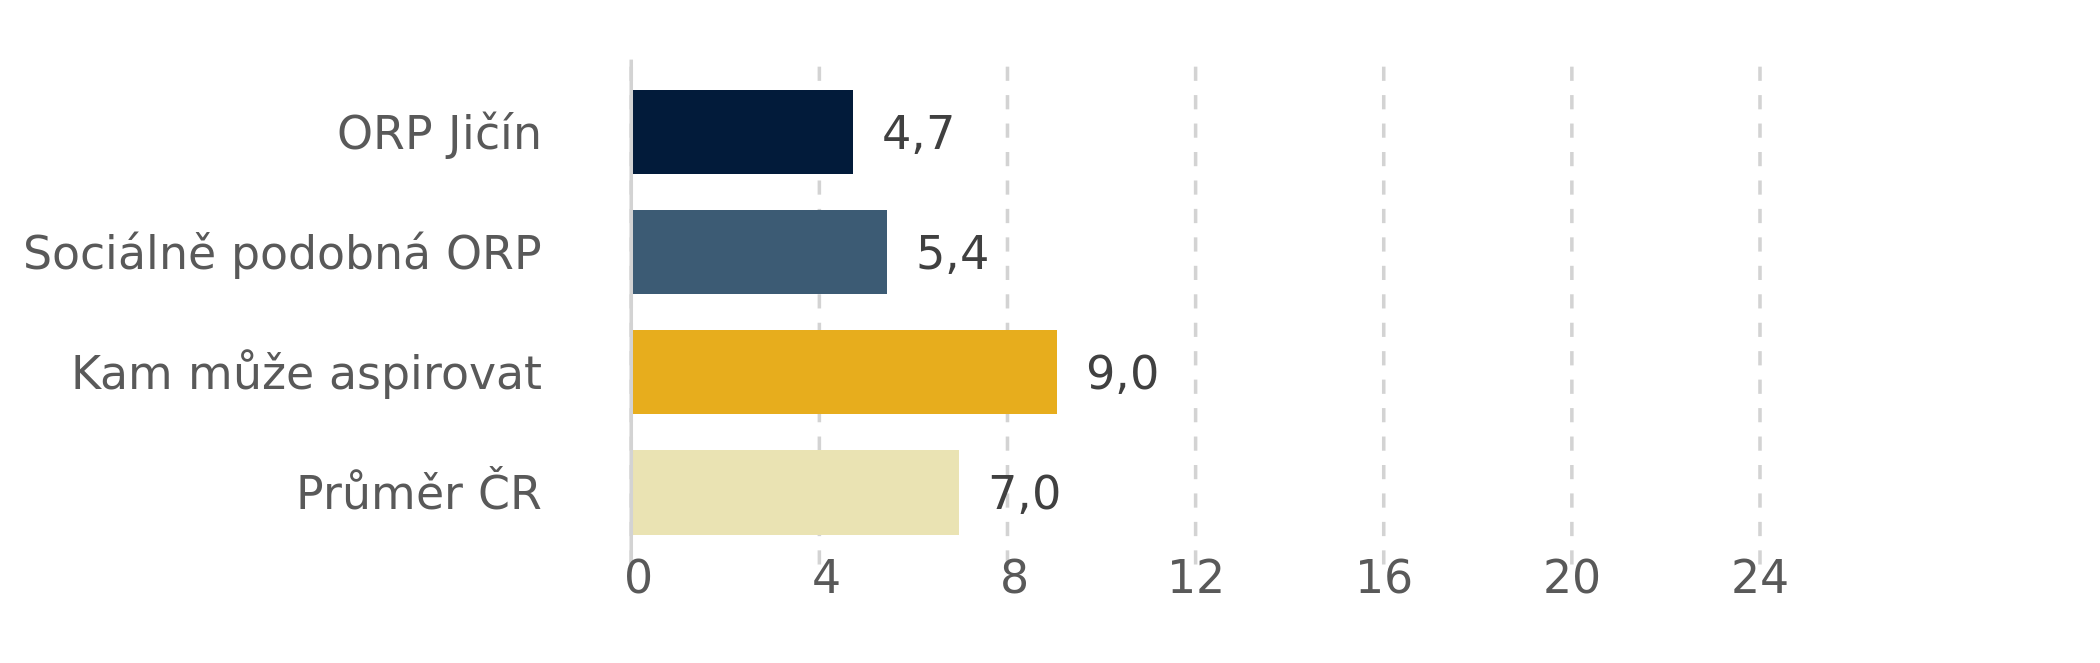 ORP Jičín 4,7
Sociálně podobná ORP 5,4
Kam může aspirovat 9,0
Průměr ČR 7,0
0 4 8 12 16 20 24